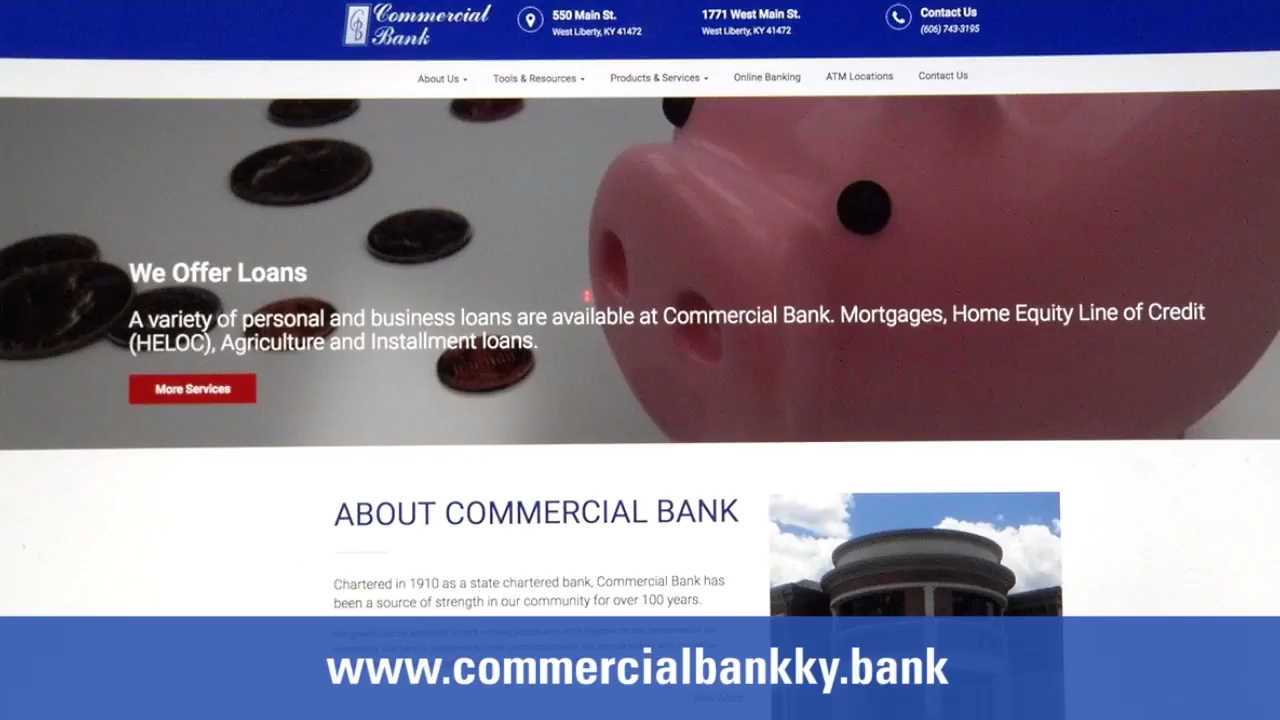 Commercial
Bank
550 Main St.
West Liberty, KY 41472
1771 West Main St.
West Liberty, KY 41472
Contact Us
(606) 743-3195
About Us
Tools & Resources
Products & Services
Online Banking
ATM Locations
Contact Us
We Offer Loans
A variety of personal and business loans are available at Commercial Bank. Mortgages, Home Equity Line of Credit
(HELOC), Agriculture and Installment loans.
More Services
ABOUT COMMERCIAL BANK
Chartered in 1910 as a state chartered bank, Commercial Bank has
been a source of strength in our community for over 100 years.
www.commercialbankky.bank
View More